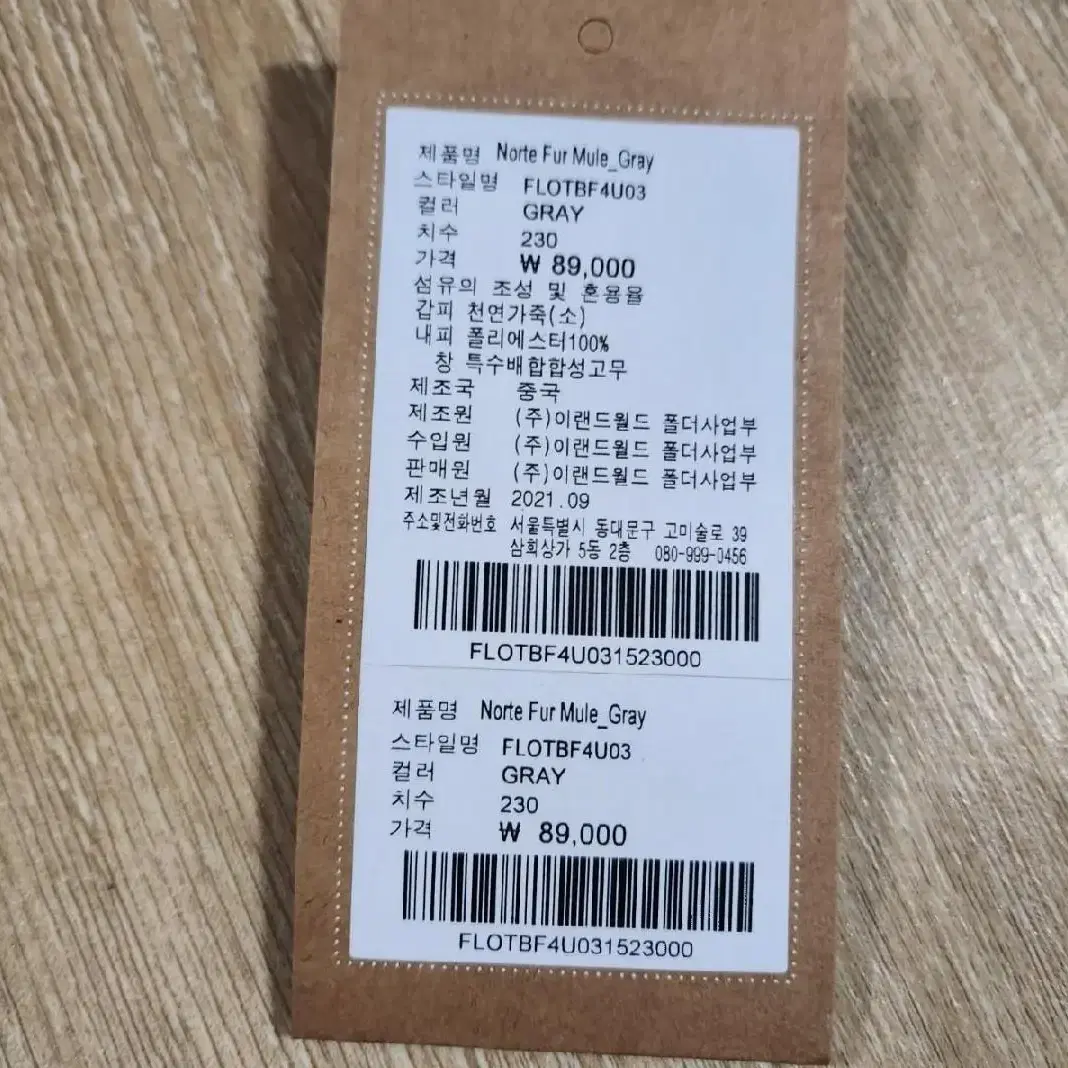 제품명 Norte Fur Mule_Gray
스타일명 FLOTBF4U03
컬러 GRAY
치수 230
가격 ₩ 89,000
섬유의 조성 및 혼용율
갑피 천연가죽(소)
내피 폴리에스터100%
창 특수배합합성고무
제조국 중국
제조원 (주)이랜드월드 폴더사업부
수입원 (주)이랜드월드 폴더사업부
판매원 (주)이랜드월드 폴더사업부
제조년월 2021.09
주소및전화번호 서울특별시 동대문구 고미술로 39
삼희상가 5동 2층 080-999-0456
FLOTBF4U031523000
제품명 Norte Fur Mule_Gray
스타일명 FLOTBF4U03
컬러 GRAY
치수 230
가격 ₩ 89,000
FLOTBF4U031523000